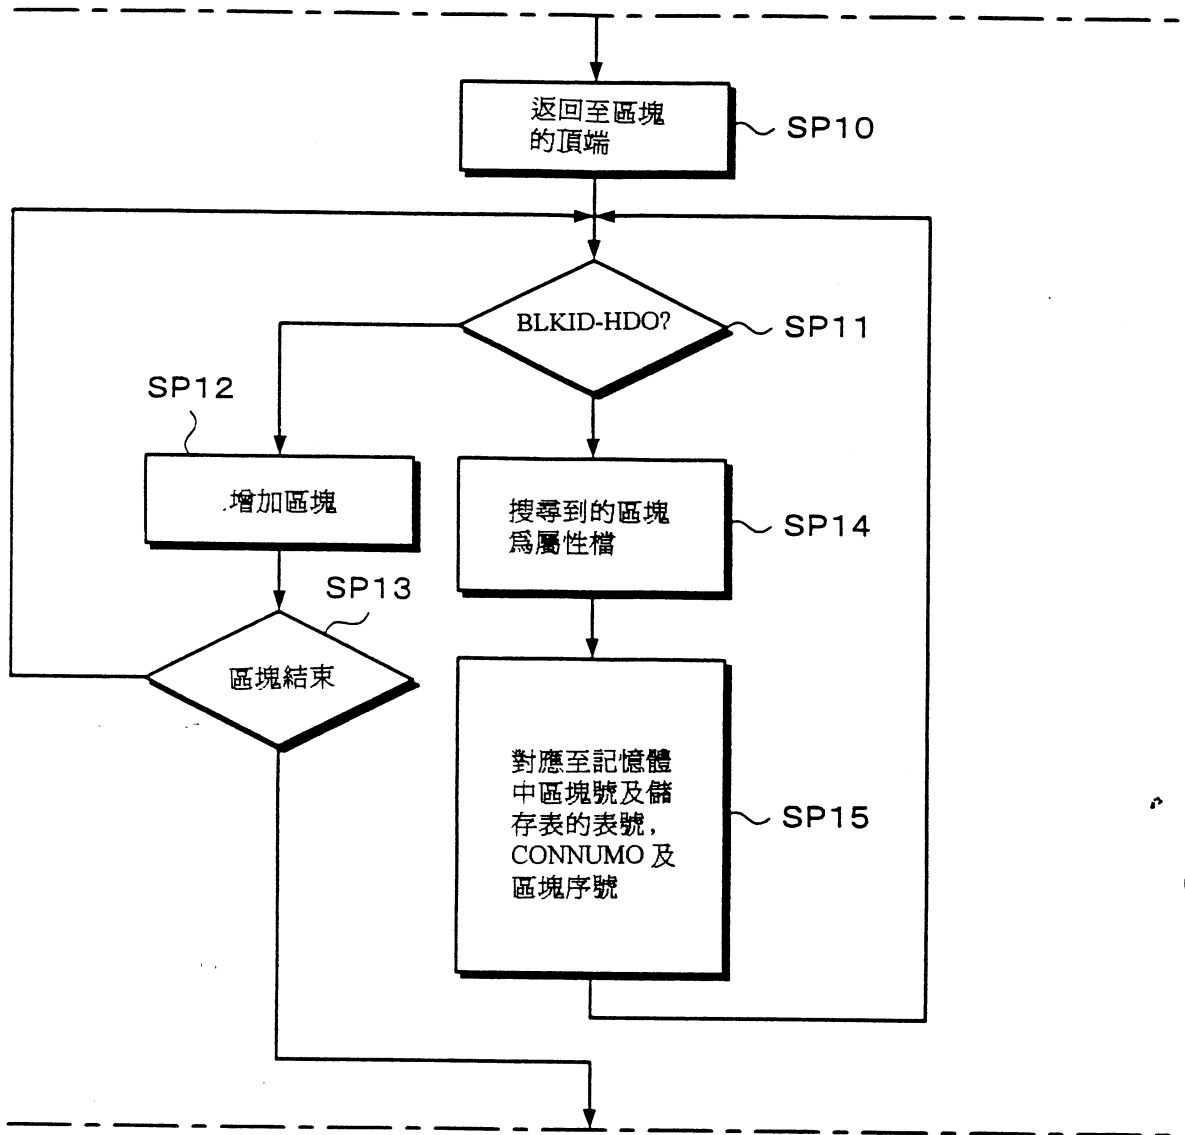 返回至區塊
的頂端
SP10
BLKID-HDO?
SP11
SP12
增加區塊
搜尋到的區塊
爲屬性檔
SP14
SP13
區塊結束
對應至記憶體
中區塊號及儲
存表的表號，
CONNUMO 及
區塊序號
SP15